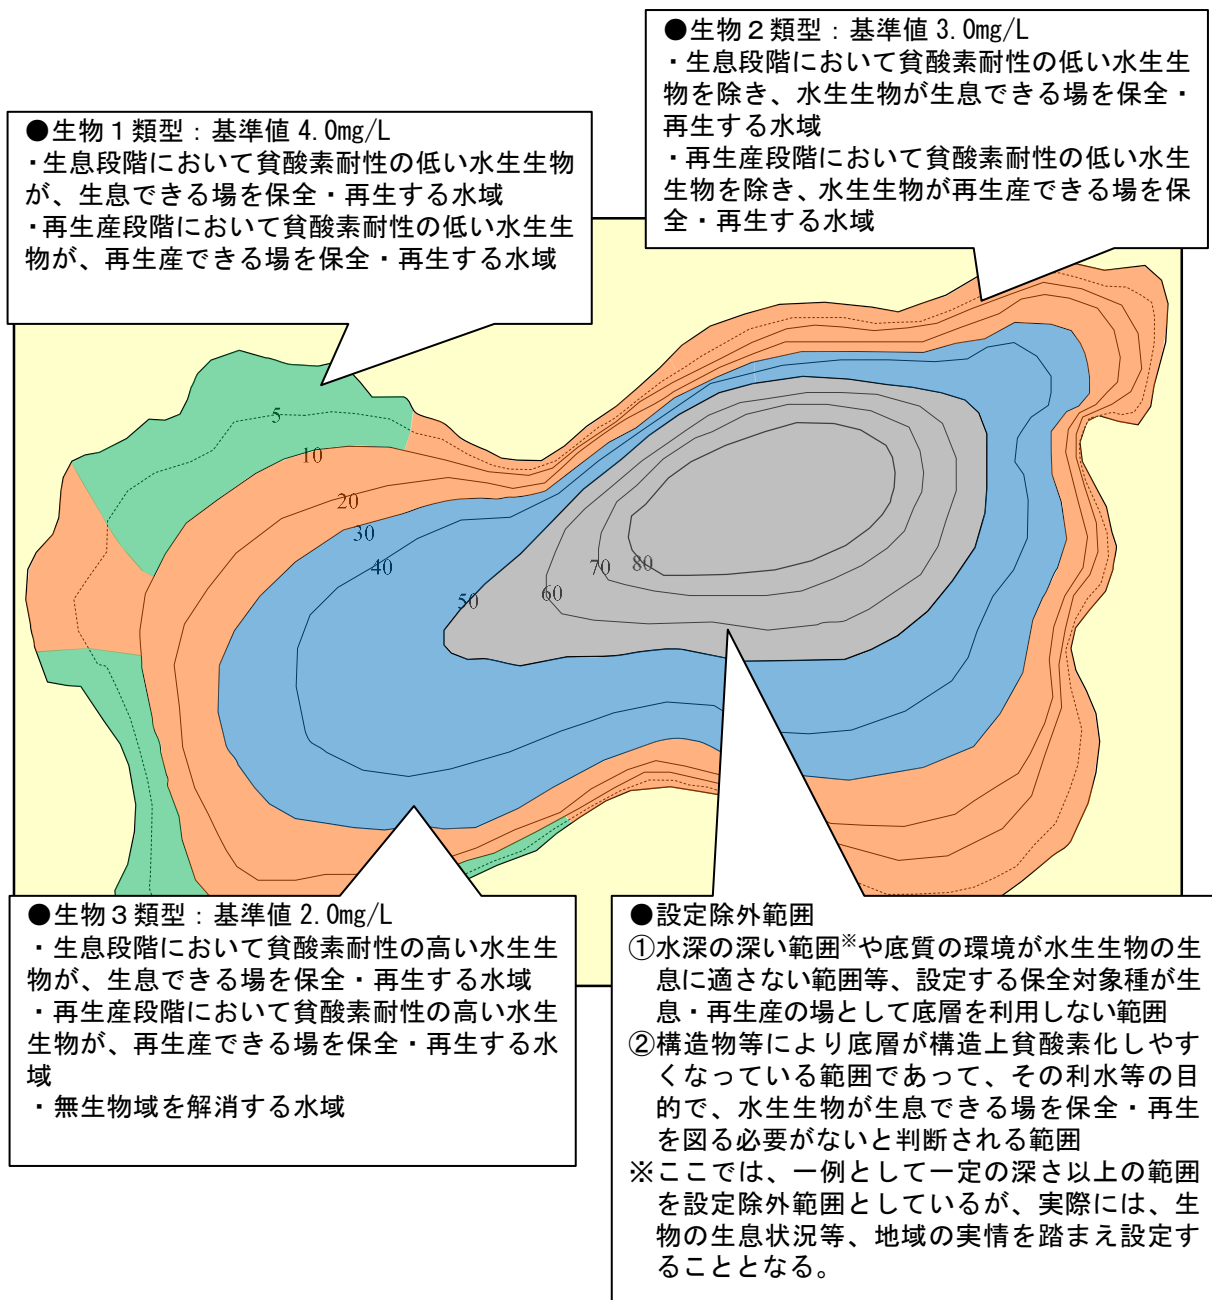 ●生物２類型：基準値 3.0mg/L
・生息段階において貧酸素耐性の低い水生生
物を除き、水生生物が生息できる場を保全・
再生する水域
・再生産段階において貧酸素耐性の低い水生
生物を除き、水生生物が再生産できる場を保
全・再生する水域
●生物１類型：基準値 4.0mg/L
・生息段階において貧酸素耐性の低い水生生物
が、生息できる場を保全・再生する水域
・再生産段階において貧酸素耐性の低い水生生
物が、再生産できる場を保全・再生する水域
5
10
20
30
40
50
60
70
80
●生物３類型：基準値 2.0mg/L
・生息段階において貧酸素耐性の高い水生生
物が、生息できる場を保全・再生する水域
・再生産段階において貧酸素耐性の高い水生
生物が、再生産できる場を保全・再生する水
域
・無生物域を解消する水域
●設定除外範囲
①水深の深い範囲※や底質の環境が水生生物の生
息に適さない範囲等、設定する保全対象種が生
息・再生産の場として底層を利用しない範囲
②構造物等により底層が構造上貧酸素化しやす
くなっている範囲であって、その利水等の目
的で、水生生物が生息できる場を保全・再生
を図る必要がないと判断される範囲
※ここでは、一例として一定の深さ以上の範囲
を設定除外範囲としているが、実際には、生
物の生息状況等、地域の実情を踏まえ設定す
ることとなる。